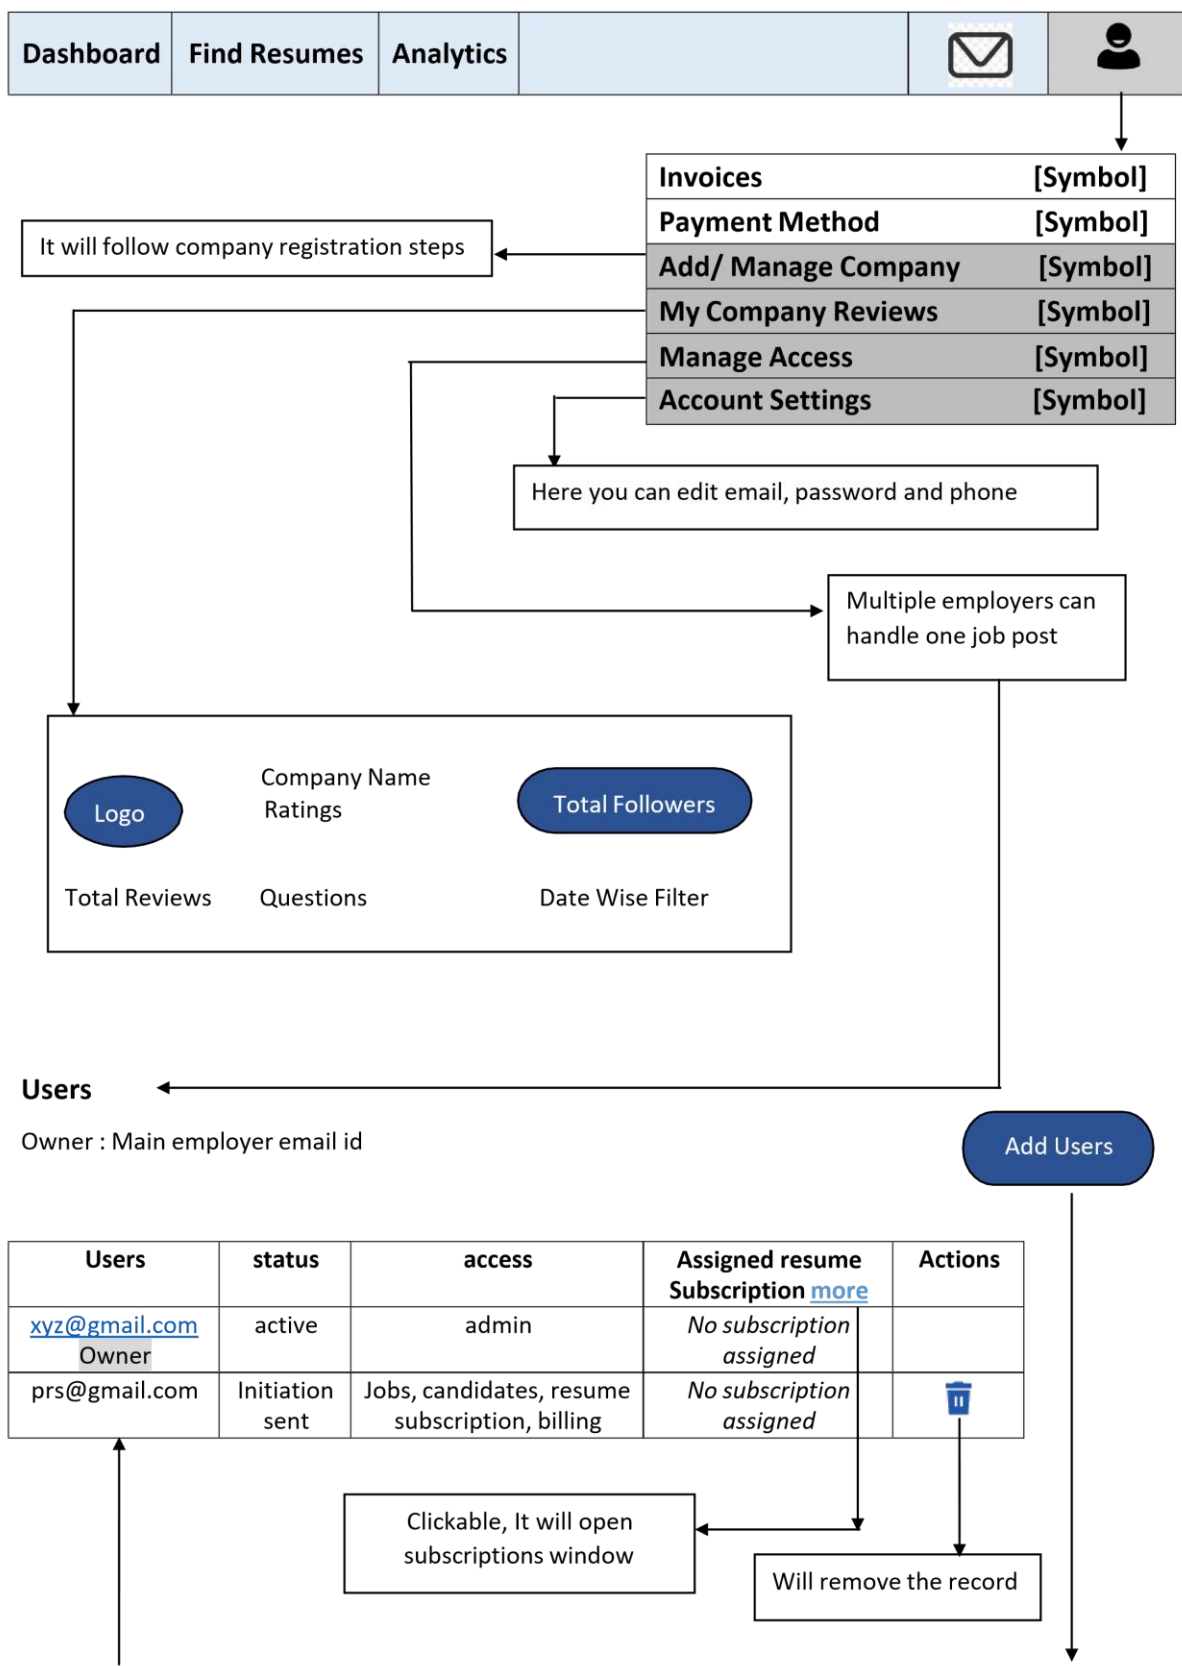 Dashboard Find Resumes Analytics
Invoices [Symbol]
Payment Method [Symbol]
It will follow company registration steps
Add/ Manage Company [Symbol]
My Company Reviews [Symbol]
Manage Access [Symbol]
Account Settings [Symbol]
Here you can edit email, password and phone
Multiple employers can
handle one job post
Company Name
Logo Ratings Total Followers
Total Reviews Questions Date Wise Filter
Users
Owner : Main employer email id
Add Users
Users status access Assigned resume Actions
Subscription more
xyz@gmail.com active admin No subscription
Owner assigned
prs@gmail.com Initiation Jobs, candidates, resume No subscription
sent subscription, billing assigned
Clickable, It will open
subscriptions window
Will remove the record